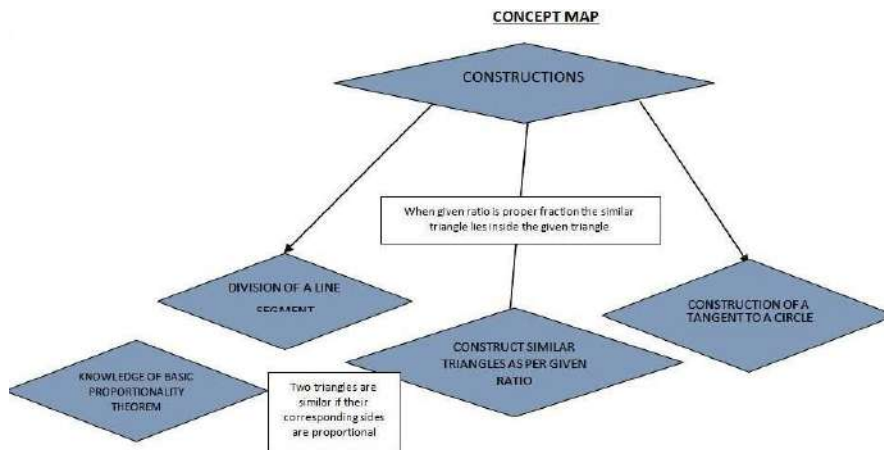 CONCEPT MAP
CONSTRUCTIONS
When given ratio is proper fraction the similar
triangle lies inside the given triangle
DIVISION OF A LINE
SEGMENT
CONSTRUCTION OF A
TANGENT TO A CIRCLE
CONSTRUCT SIMILAR
TRIANGLES AS PER GIVEN
RATIO
KNOWLEDGE OF BASIC
PROPORTIONALITY
THEOREM
Two triangles are
similar if their
corresponding sides
are proportional